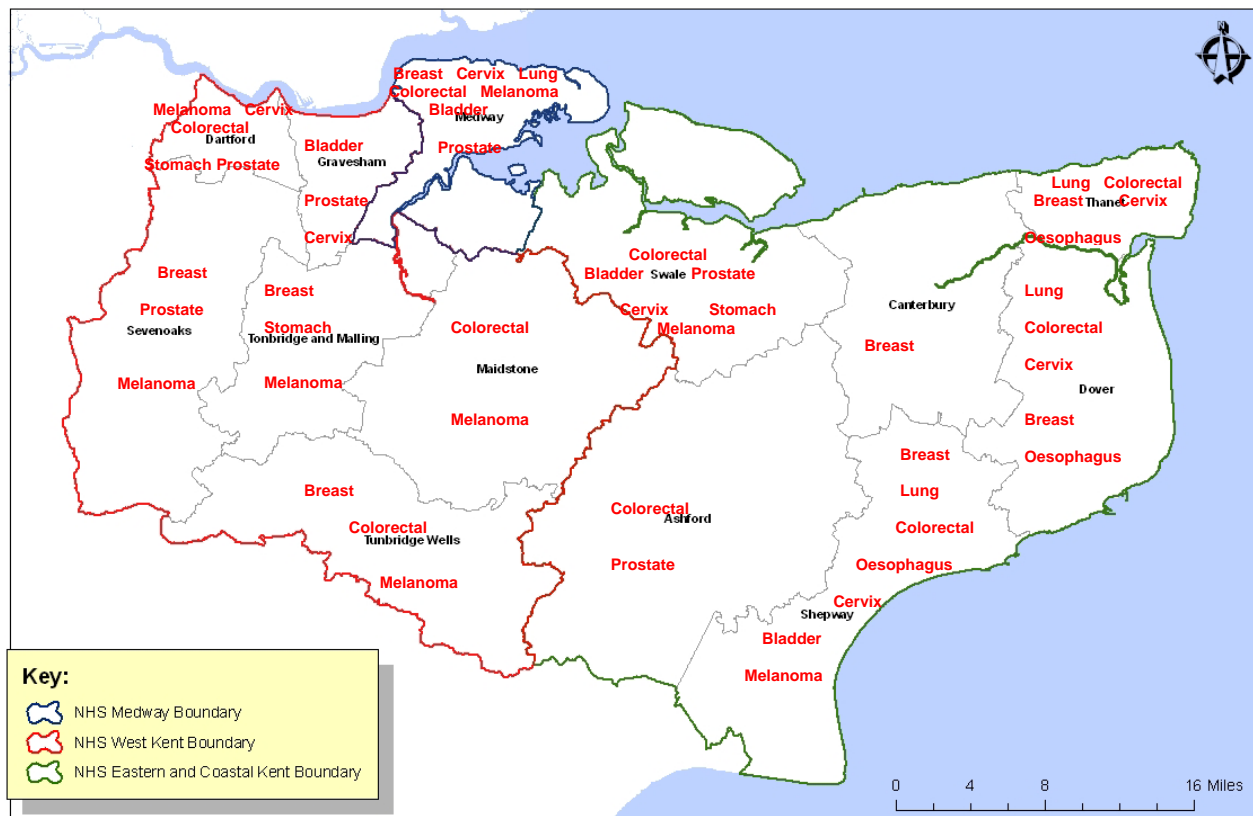 N
Breast Cervix Lung
Colorectal Melanoma
Bladder
Medway
Prostate
Melanoma Cervix
Colorectal
Dartford
Stomach Prostate
Bladder
Gravesham
Prostate
Cervix
Lung Colorectal
Breast Thanet Cervix
Oesophagus
Colorectal
Bladder Swale Prostate
Cervix Stomach
Melanoma
Canterbury
Breast
Lung
Colorectal
Cervix
Dover
Breast
Oesophagus
Breast
Prostate
Sevenoaks
Melanoma
Breast
Stomach
Tonbridge and Malling
Melanoma
Colorectal
Maidstone
Melanoma
Breast
Colorectal
Tunbridge Wells
Melanoma
Colorectal
Ashford
Prostate
Breast
Lung
Colorectal
Oesophagus
Cervix
Shepway
Bladder
Melanoma
Key:
NHS Medway Boundary
NHS West Kent Boundary
NHS Eastern and Coastal Kent Boundary
0 4 8 16 Miles